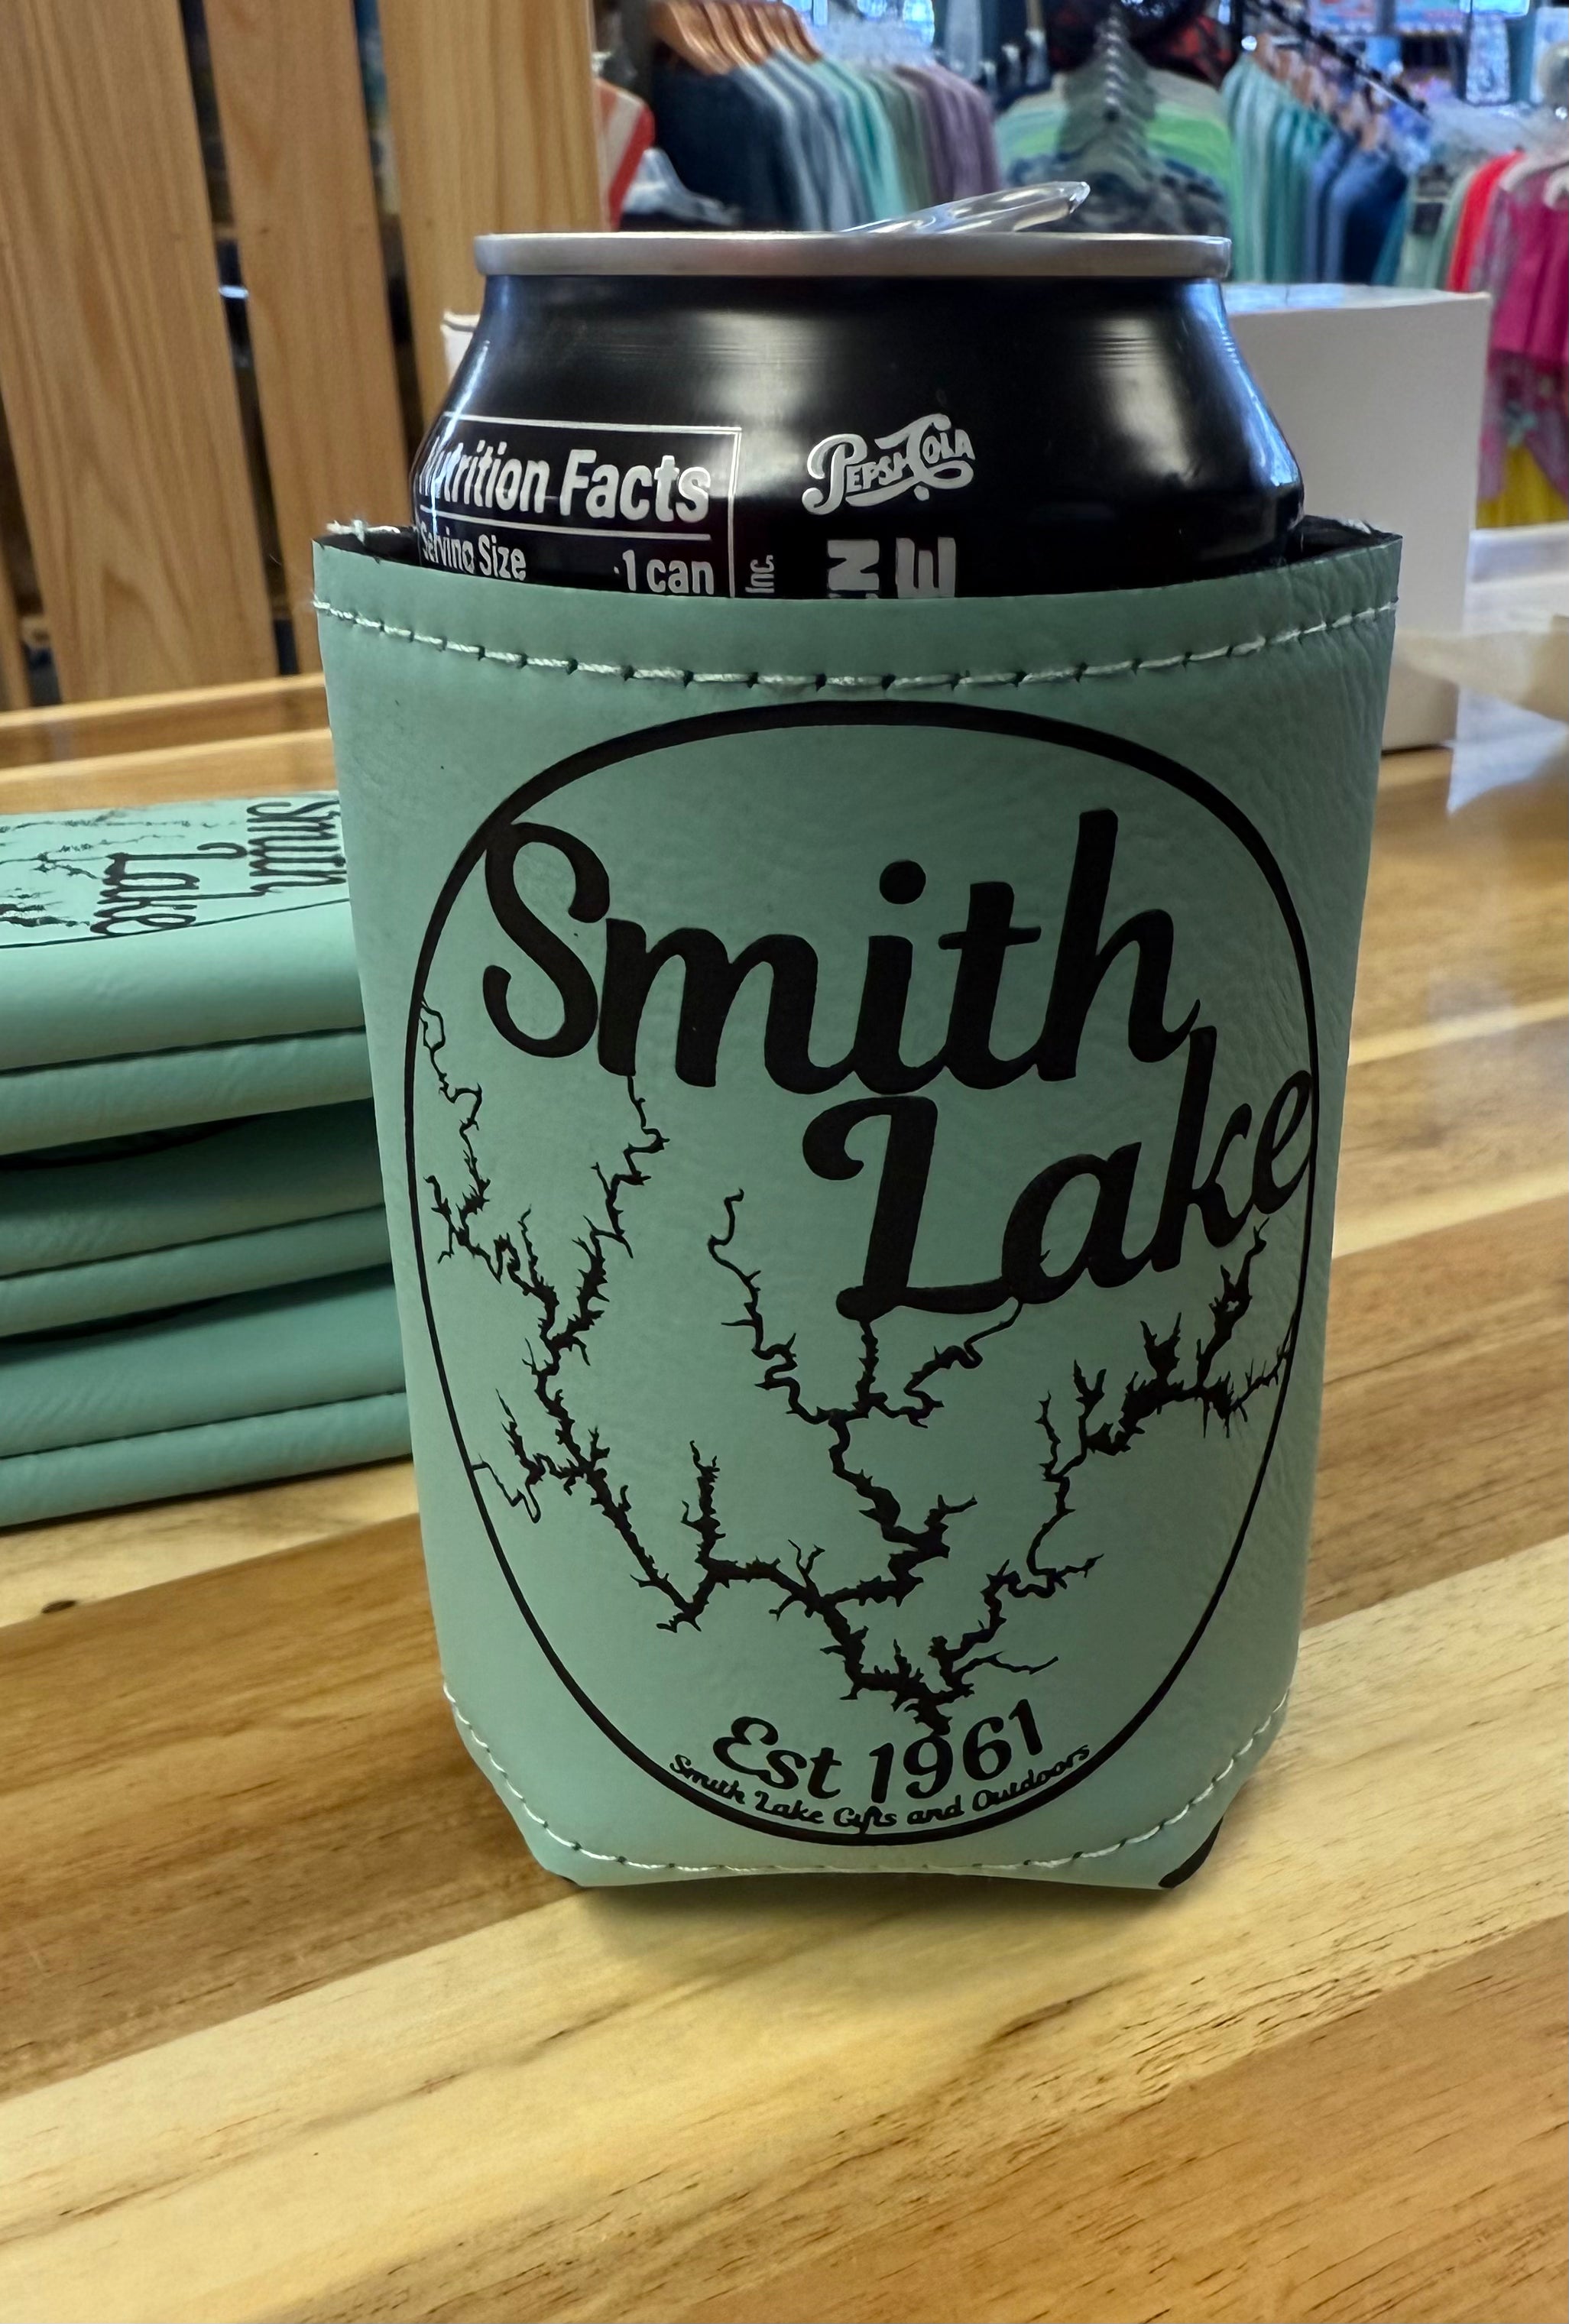 Nutrition Facts
Serving Size 1 can
Inc.
PEPSI COLA
Smith
Lake
Est 1961
Smith Lake Gifts and Outdoors
Smith
Lake